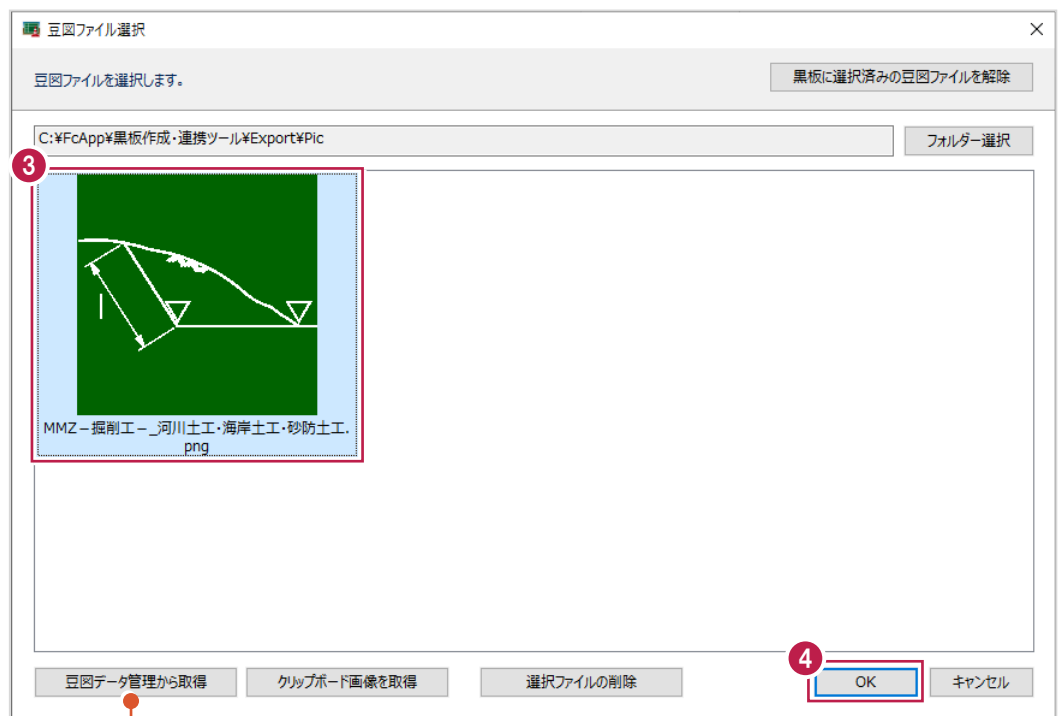 豆図ファイル選択
豆図ファイルを選択します。
黒板に選択済みの豆図ファイルを解除
C:¥FcApp¥黒板作成・連携ツール¥Export¥Pic
フォルダー選択
3
l
MMZ－掘削工－_河川土工・海岸土工・砂防土工.
png
4
豆図データ管理から取得
クリップボード画像を取得
選択ファイルの削除
OK
キャンセル